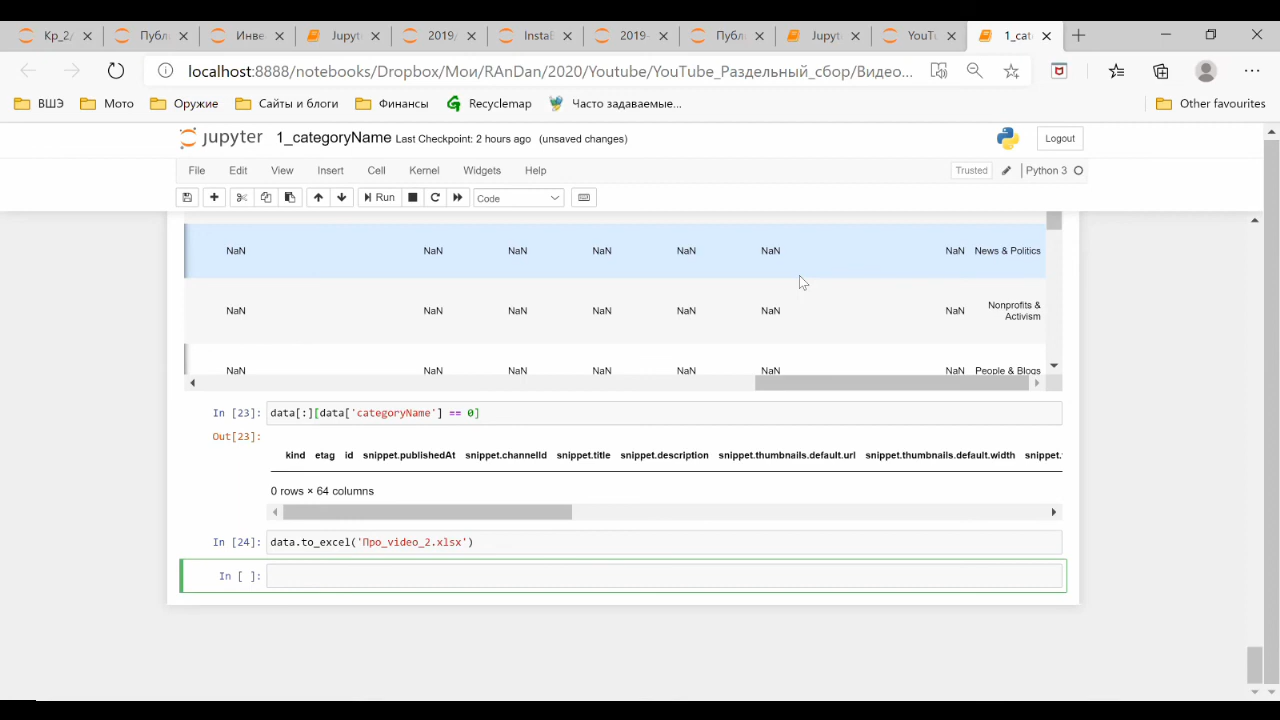 Кр_2/ Публ Инве Jupyt 2019/ InstaE 2019- Публ Jupyt YouTu 1_cate
localhost:8888/notebooks/Dropbox/Мои/RAnDan/2020/Youtube/YouTube_Раздельный_сбор/Видео...
ВШЭ Мото Оружие Сайты и блоги Финансы Recyclemap Часто задаваемые... Other favourites
jupyter 1_categoryName Last Checkpoint: 2 hours ago (unsaved changes) Logout
File Edit View Insert Cell Kernel Widgets Help Trusted Python 3
Run Code
NaN NaN NaN NaN NaN NaN NaN News & Politics
NaN NaN NaN NaN NaN NaN NaN Nonprofits &
Activism
NaN NaN NaN NaN NaN NaN NaN People & Blogs
In [23]: data[:][data['categoryName'] == 0]
Out[23]:
kind etag id snippet.publishedAt snippet.channelId snippet.title snippet.description snippet.thumbnails.default.url snippet.thumbnails.default.width snippet.
0 rows × 64 columns
In [24]: data.to_excel('Про_video_2.xlsx')
In [ ]: